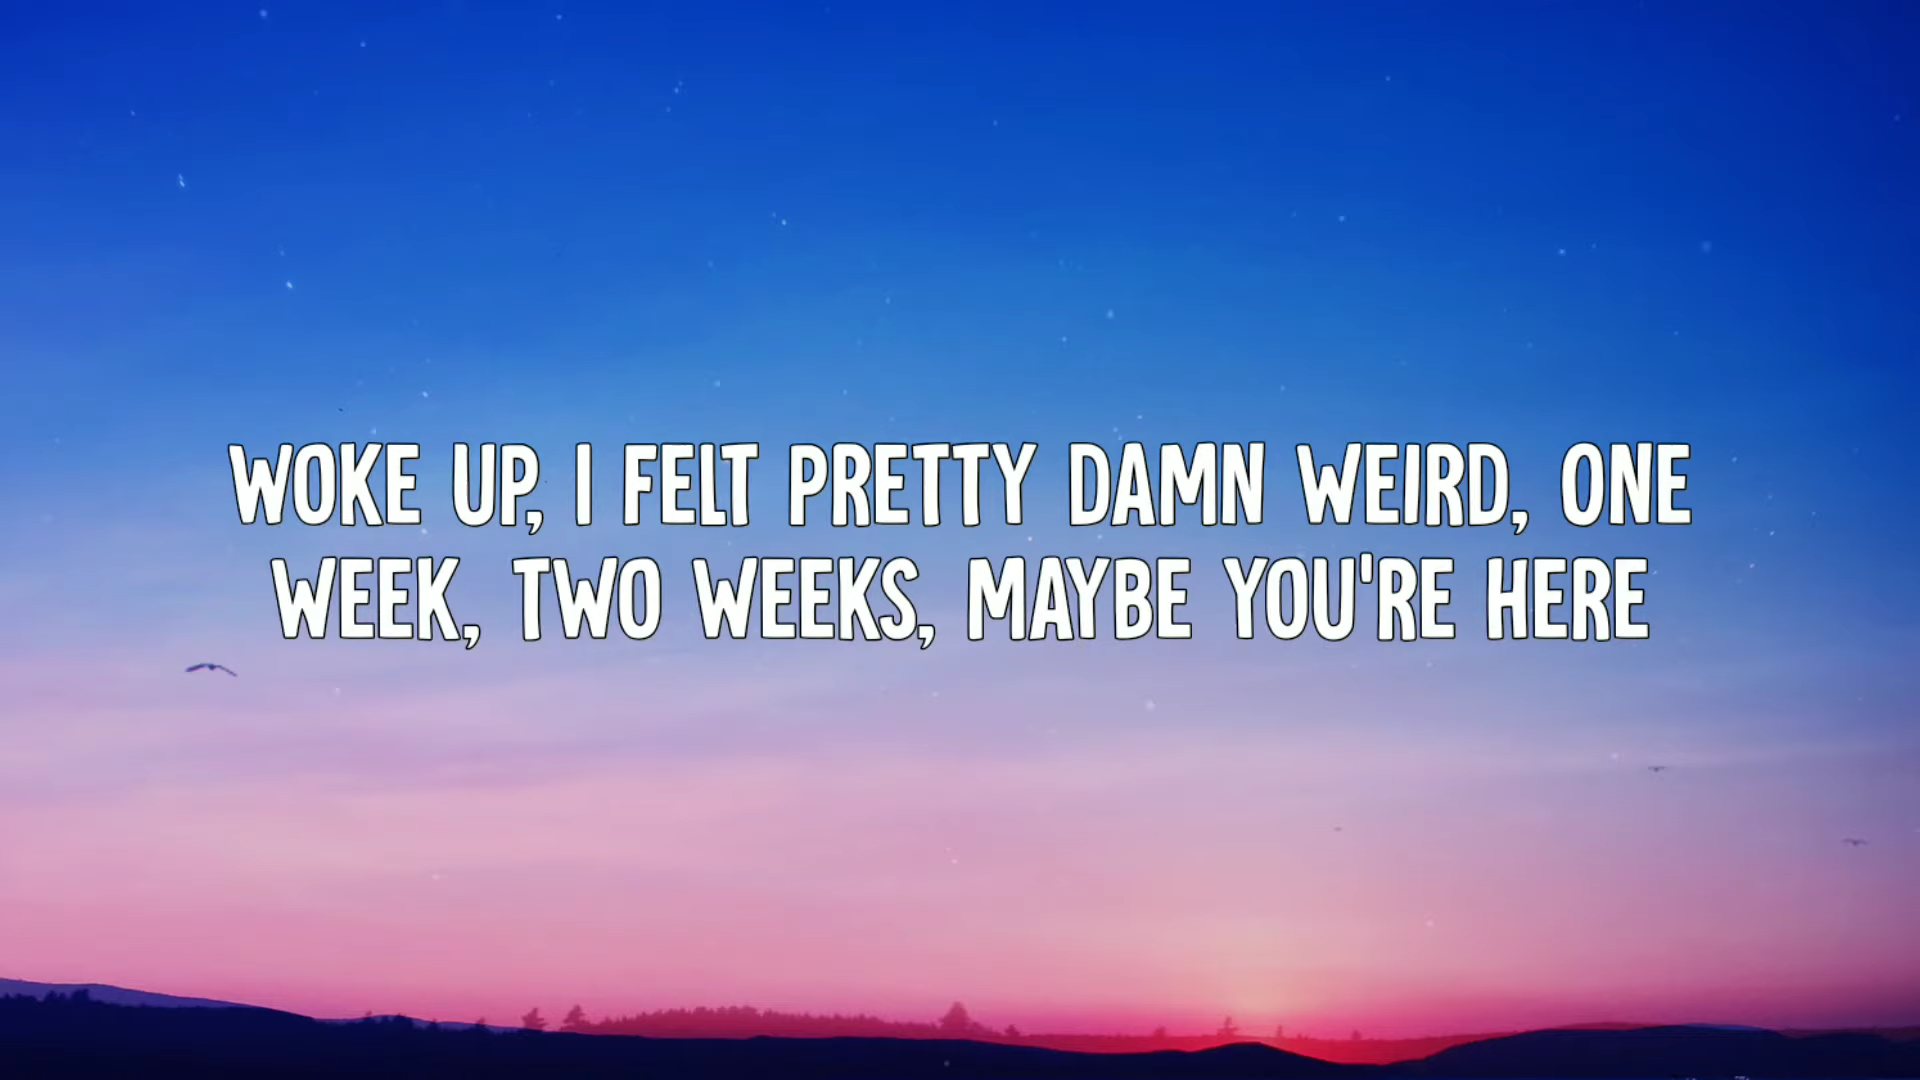 WOKE UP, I FELT PRETTY DAMN WEIRD, ONE
WEEK, TWO WEEKS, MAYBE YOU'RE HERE